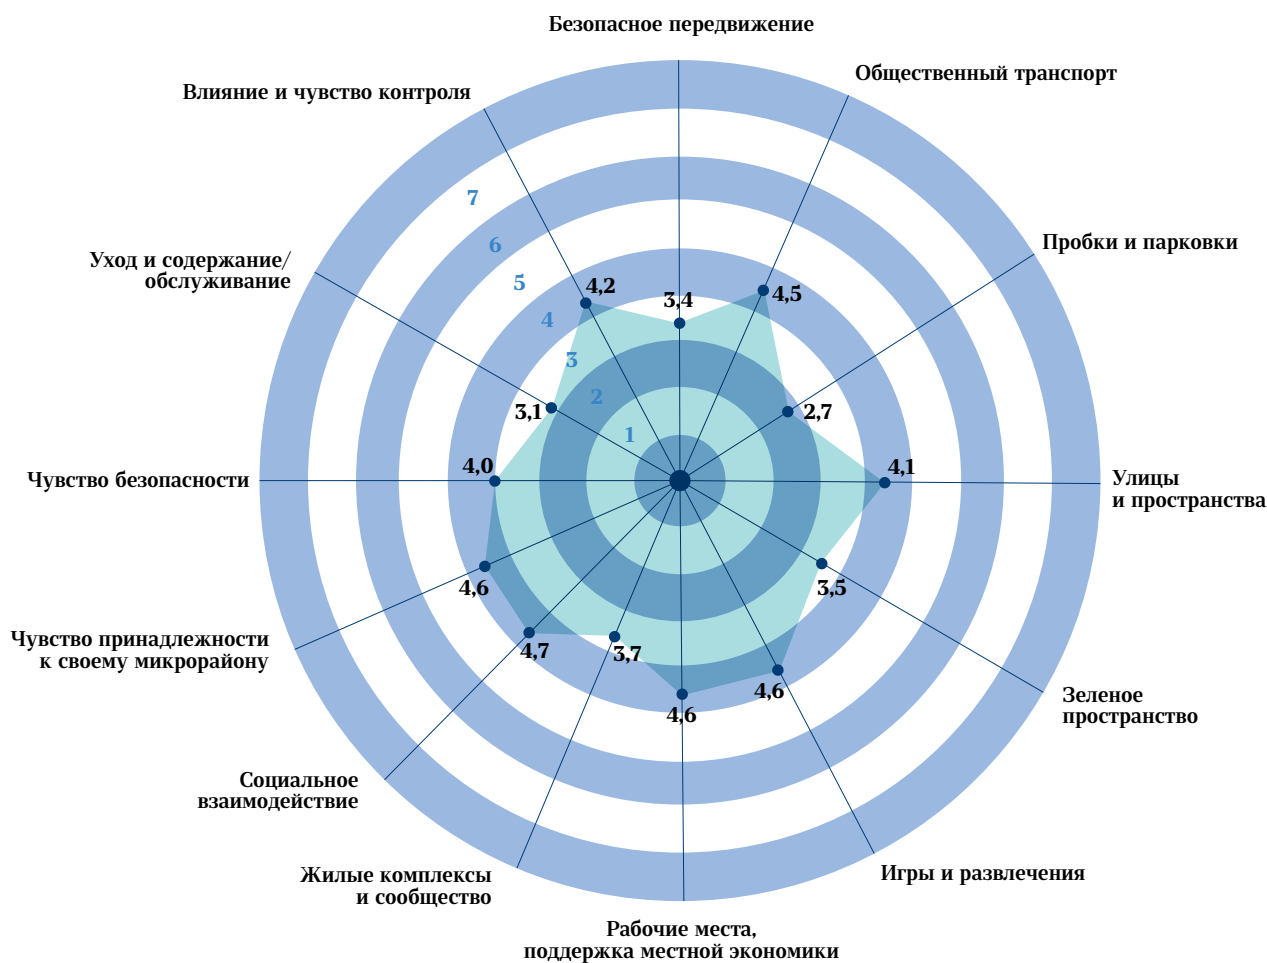 Безопасное передвижение
Общественный транспорт
Влияние и чувство контроля
7
Пробки и парковки
6
Уход и содержание/
обслуживание
5
4,2
3,4
4,5
4
3
2
3,1
2,7
1
4,0
4,1
Чувство безопасности
Улицы
и пространства
4,6
3,5
Чувство принадлежности
к своему микрорайону
4,7
3,7
4,6
4,6
Зеленое
пространство
Социальное
взаимодействие
Жилые комплексы
и сообщество
Игры и развлечения
Рабочие места,
поддержка местной экономики